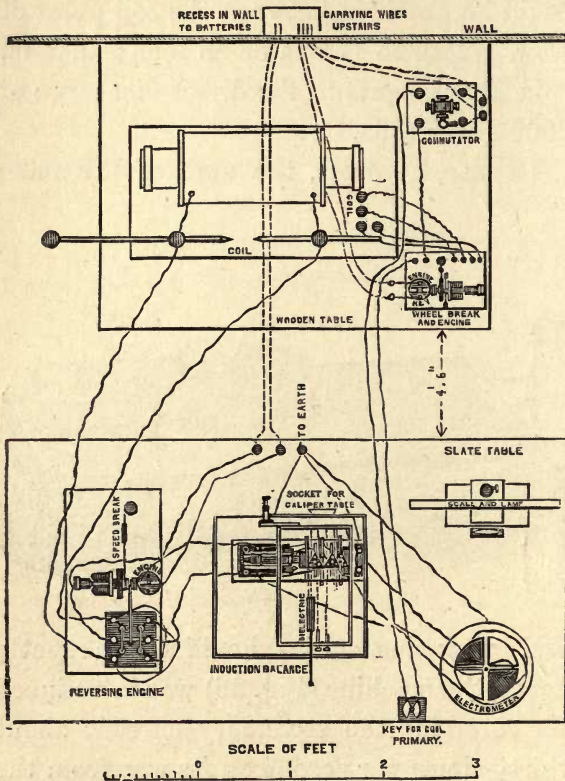 RECESS IN WALL
TO BATTERIES
CARRYING WIRES
UPSTAIRS
WALL
COMMUTATOR
COIL
COIL
ENGINE
KEY
WHEEL BREAK
AND ENGINE
WOODEN TABLE
4.6"
TO EARTH
SLATE TABLE
SOCKET FOR
CALIPER TABLE
SCALE AND LAMP
SPEED BREAK
ENGINE
DIELECTRIC
INDUCTION BALANCE
REVERSING ENGINE
ELECTROMETER
KEY FOR COIL
PRIMARY.
SCALE OF FEET
1 0 1 2 3